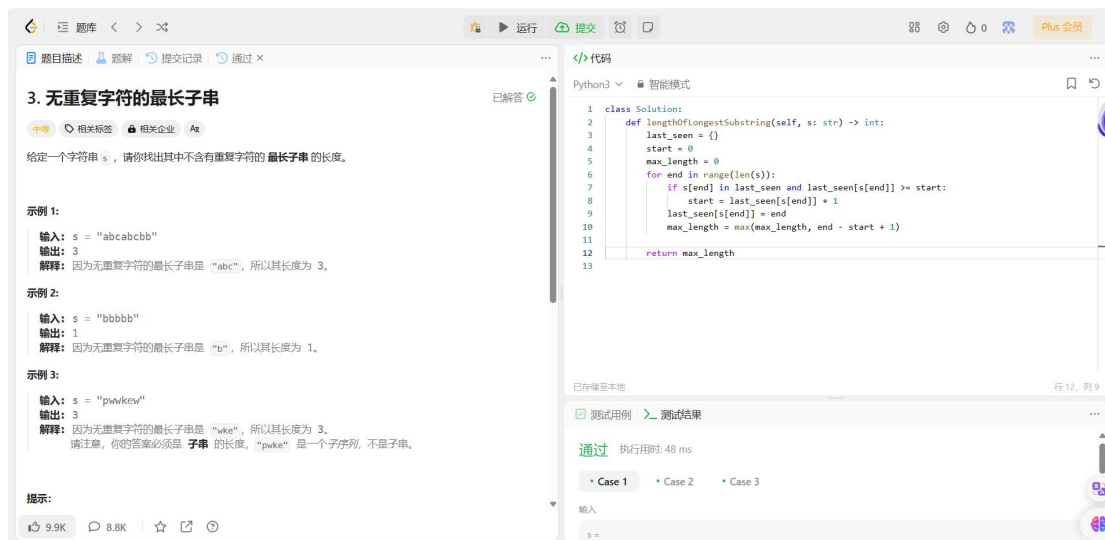 题库
运行
提交
0
Plus 会员
题目描述
题解
提交记录
通过
3. 无重复字符的最长子串
已解答
中等
相关标签
相关企业
给定一个字符串 s ，请你找出其中不含有重复字符的 最长子串 的长度。
示例 1:
输入: s = "abcabcbb"
输出: 3
解释: 因为无重复字符的最长子串是 "abc"，所以其长度为 3。
示例 2:
输入: s = "bbbbb"
输出: 1
解释: 因为无重复字符的最长子串是 "b"，所以其长度为 1。
示例 3:
输入: s = "pwwkew"
输出: 3
解释: 因为无重复字符的最长子串是 "wke"，所以其长度为 3。
请注意，你的答案必须是 子串 的长度，"pwke" 是一个子序列，不是子串。
提示:
9.9K
8.8K
代码
Python3
智能模式
1 class Solution:
2 def lengthOfLongestSubstring(self, s: str) -> int:
3 last_seen = {}
4 start = 0
5 max_length = 0
6 for end in range(len(s)):
7 if s[end] in last_seen and last_seen[s[end]] >= start:
8 start = last_seen[s[end]] + 1
9 last_seen[s[end]] = end
10 max_length = max(max_length, end - start + 1)
11
12 return max_length
13
已存储至本地
行 12, 列 9
测试用例
测试结果
通过 执行用时: 48 ms
Case 1
Case 2
Case 3
输入
s =